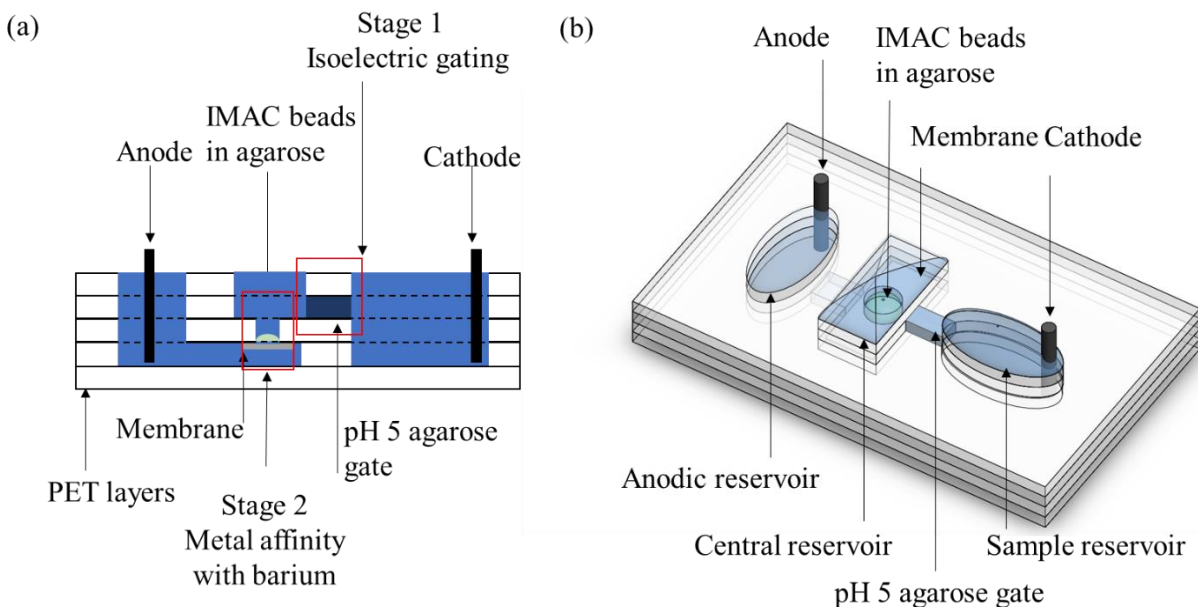 (a)
Stage 1
Isoelectric gating
IMAC beads
in agarose
Anode
Cathode
Membrane
pH 5 agarose
gate
PET layers
Stage 2
Metal affinity
with barium
(b)
Anode
IMAC beads
in agarose
Membrane
Cathode
Anodic reservoir
Central reservoir
Sample reservoir
pH 5 agarose gate